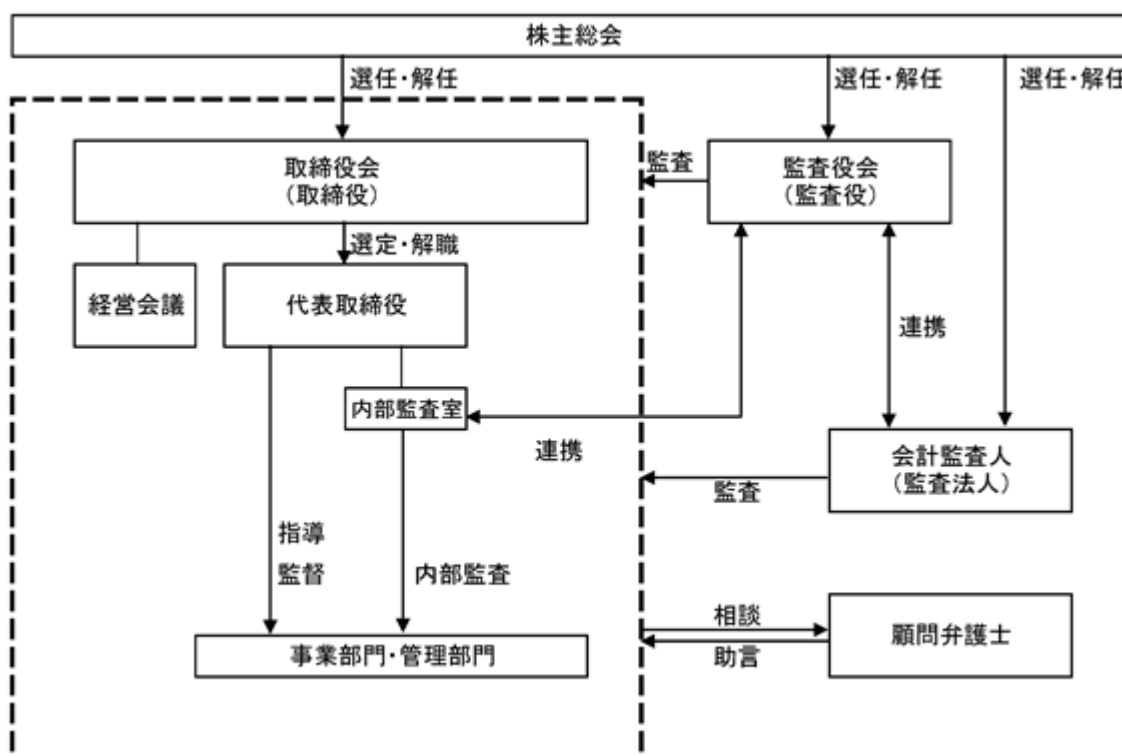 株主総会
選任・解任
選任・解任
選任・解任
取締役会
(取締役)
監査
監査役会
(監査役)
選定・解職
経営会議
代表取締役
連携
内部監査室
連携
会計監査人
(監査法人)
監査
指導
監督
内部監査
相談
助言
顧問弁護士
事業部門・管理部門